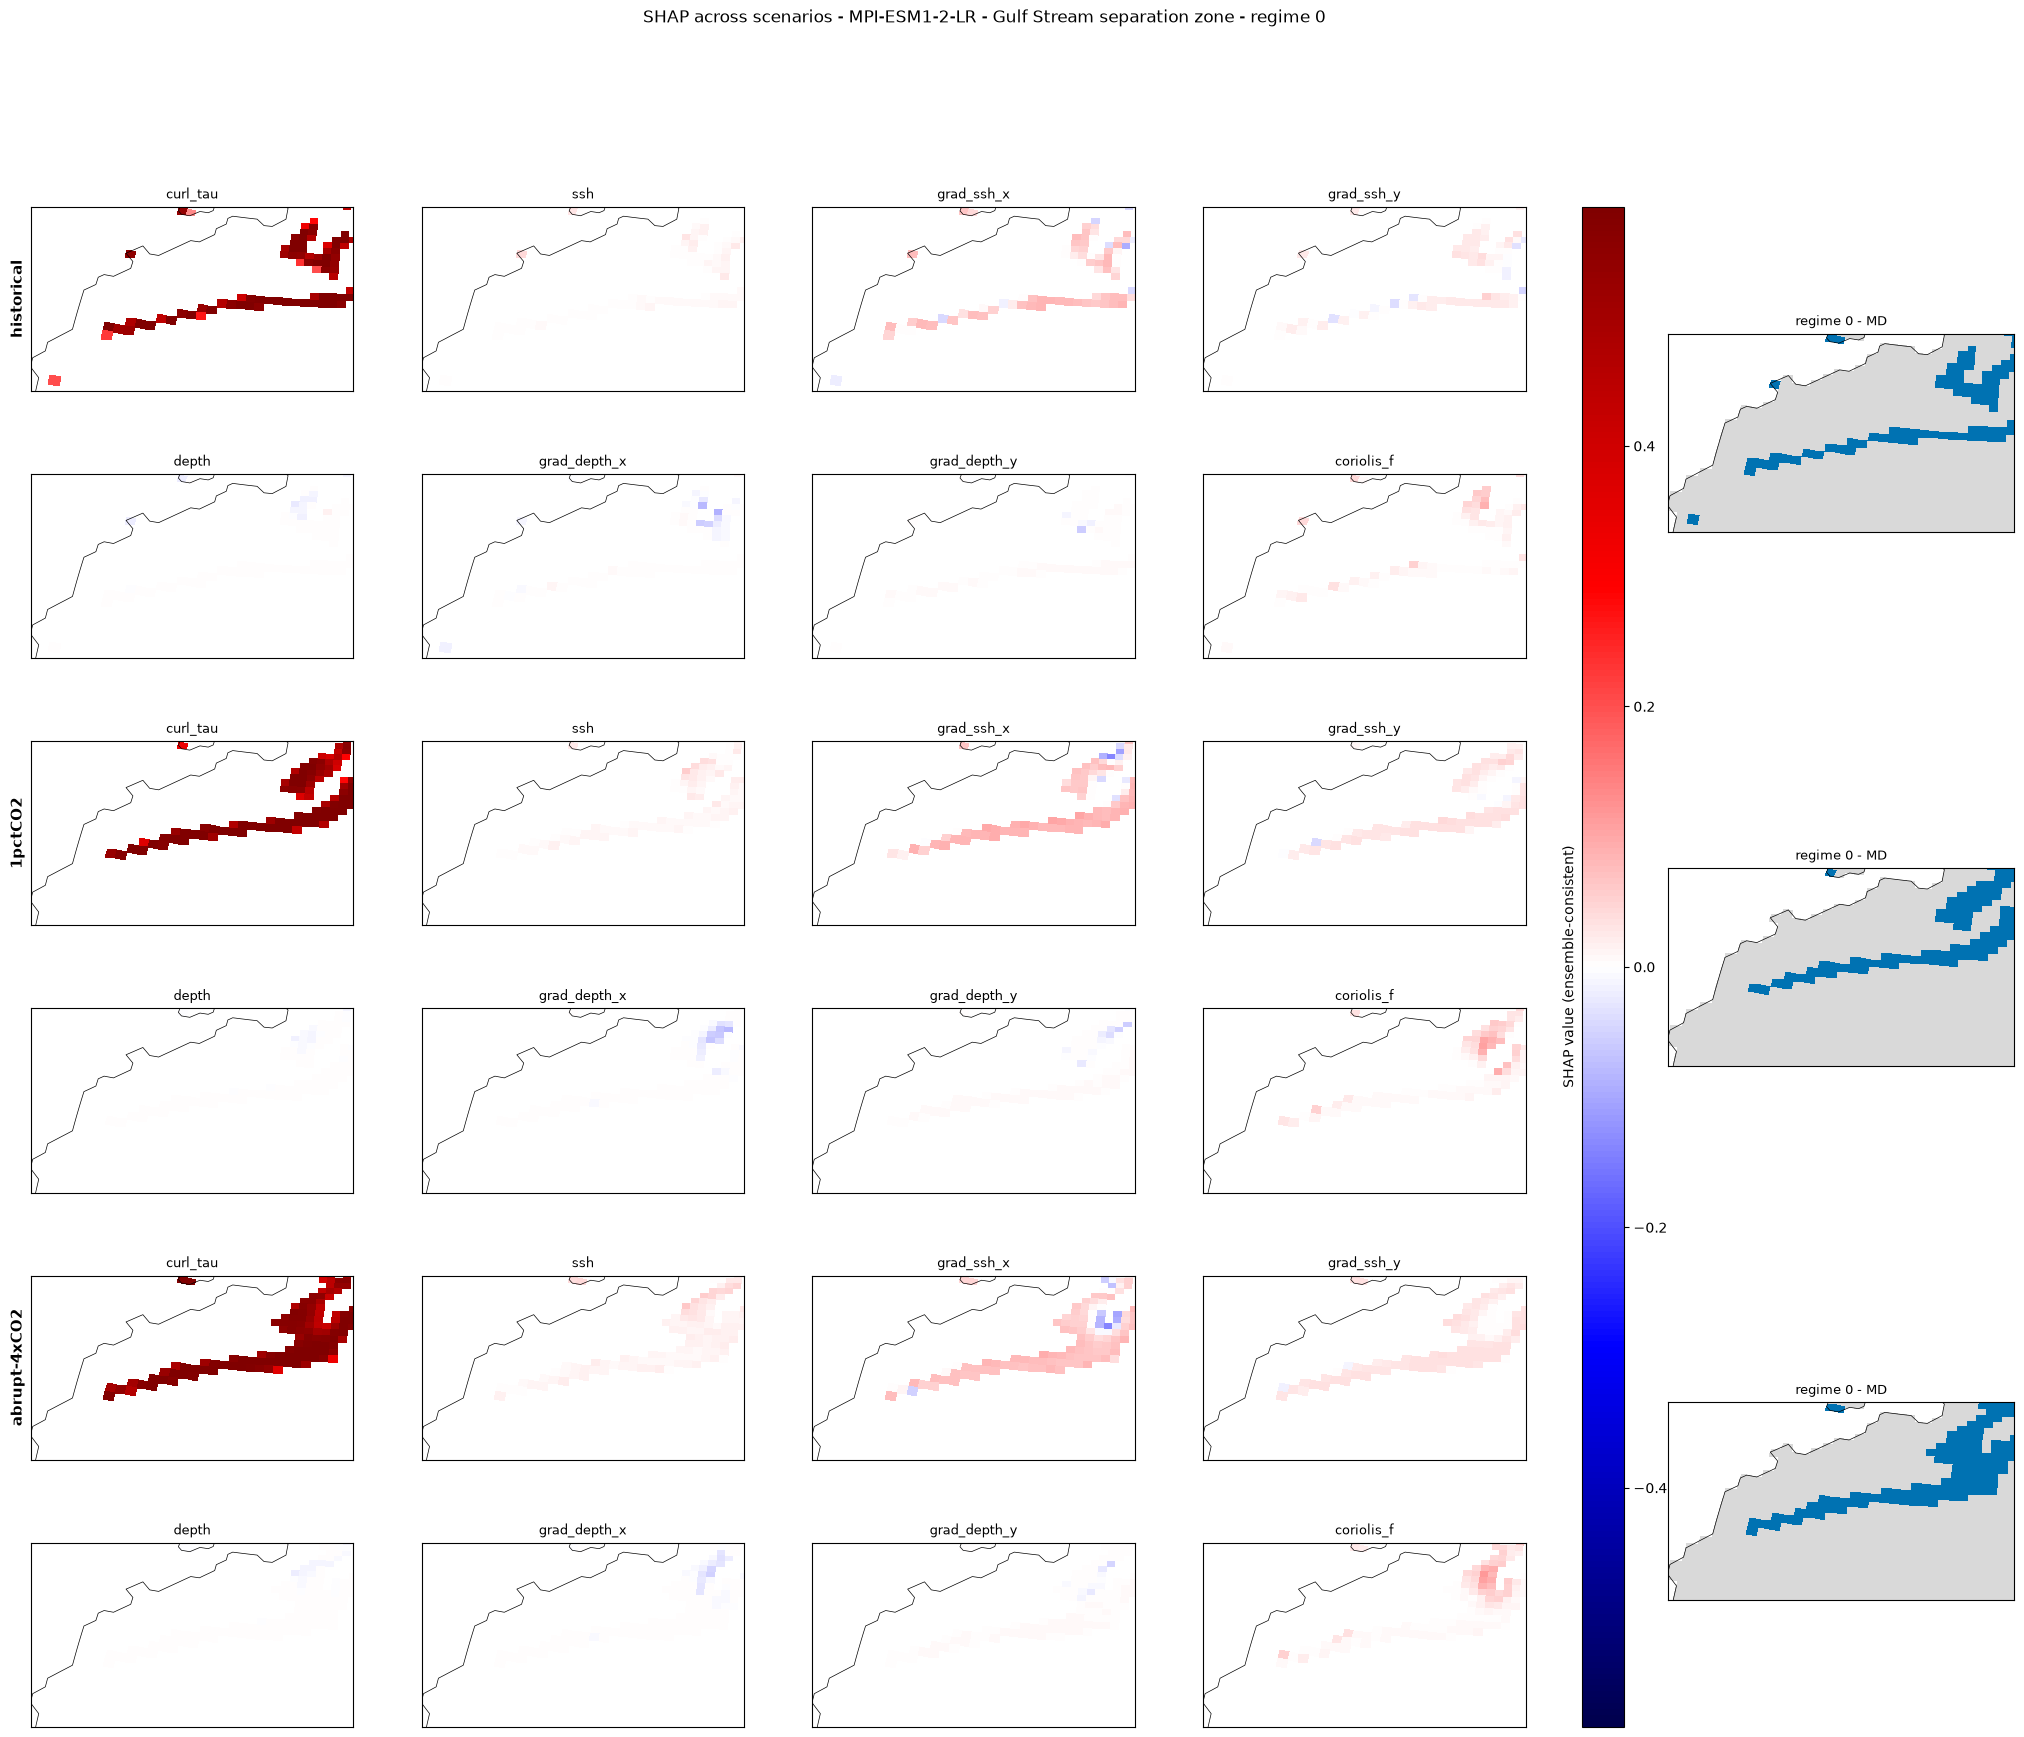 SHAP across scenarios - MPI-ESM1-2-LR - Gulf Stream separation zone - regime 0
historical
curl_tau
ssh
grad_ssh_x
grad_ssh_y
depth
grad_depth_x
grad_depth_y
coriolis_f
1pctCO2
curl_tau
ssh
grad_ssh_x
grad_ssh_y
depth
grad_depth_x
grad_depth_y
coriolis_f
abrupt-4xCO2
curl_tau
ssh
grad_ssh_x
grad_ssh_y
depth
grad_depth_x
grad_depth_y
coriolis_f
SHAP value (ensemble-consistent)
0.4
0.2
0.0
−0.2
−0.4
regime 0 - MD
regime 0 - MD
regime 0 - MD